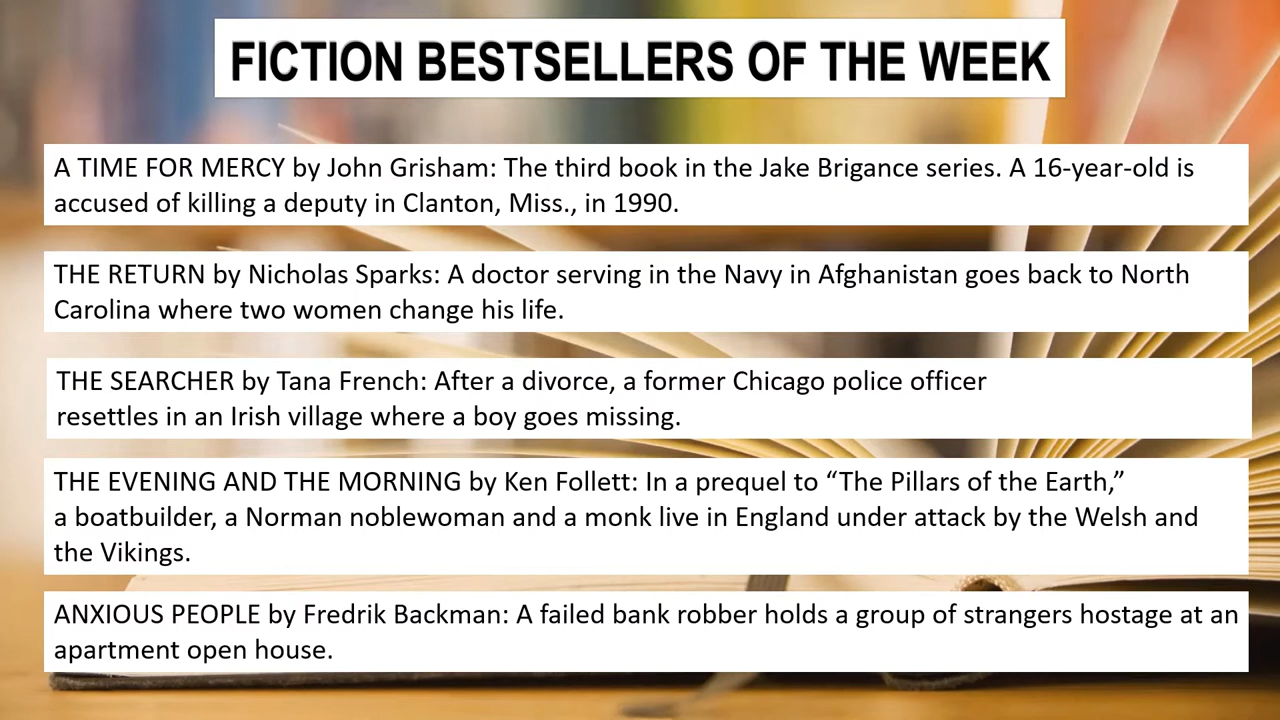 FICTION BESTSELLERS OF THE WEEK
A TIME FOR MERCY by John Grisham: The third book in the Jake Brigance series. A 16-year-old is
accused of killing a deputy in Clanton, Miss., in 1990.
THE RETURN by Nicholas Sparks: A doctor serving in the Navy in Afghanistan goes back to North
Carolina where two women change his life.
THE SEARCHER by Tana French: After a divorce, a former Chicago police officer
resettles in an Irish village where a boy goes missing.
THE EVENING AND THE MORNING by Ken Follett: In a prequel to “The Pillars of the Earth,”
a boatbuilder, a Norman noblewoman and a monk live in England under attack by the Welsh and
the Vikings.
ANXIOUS PEOPLE by Fredrik Backman: A failed bank robber holds a group of strangers hostage at an
apartment open house.